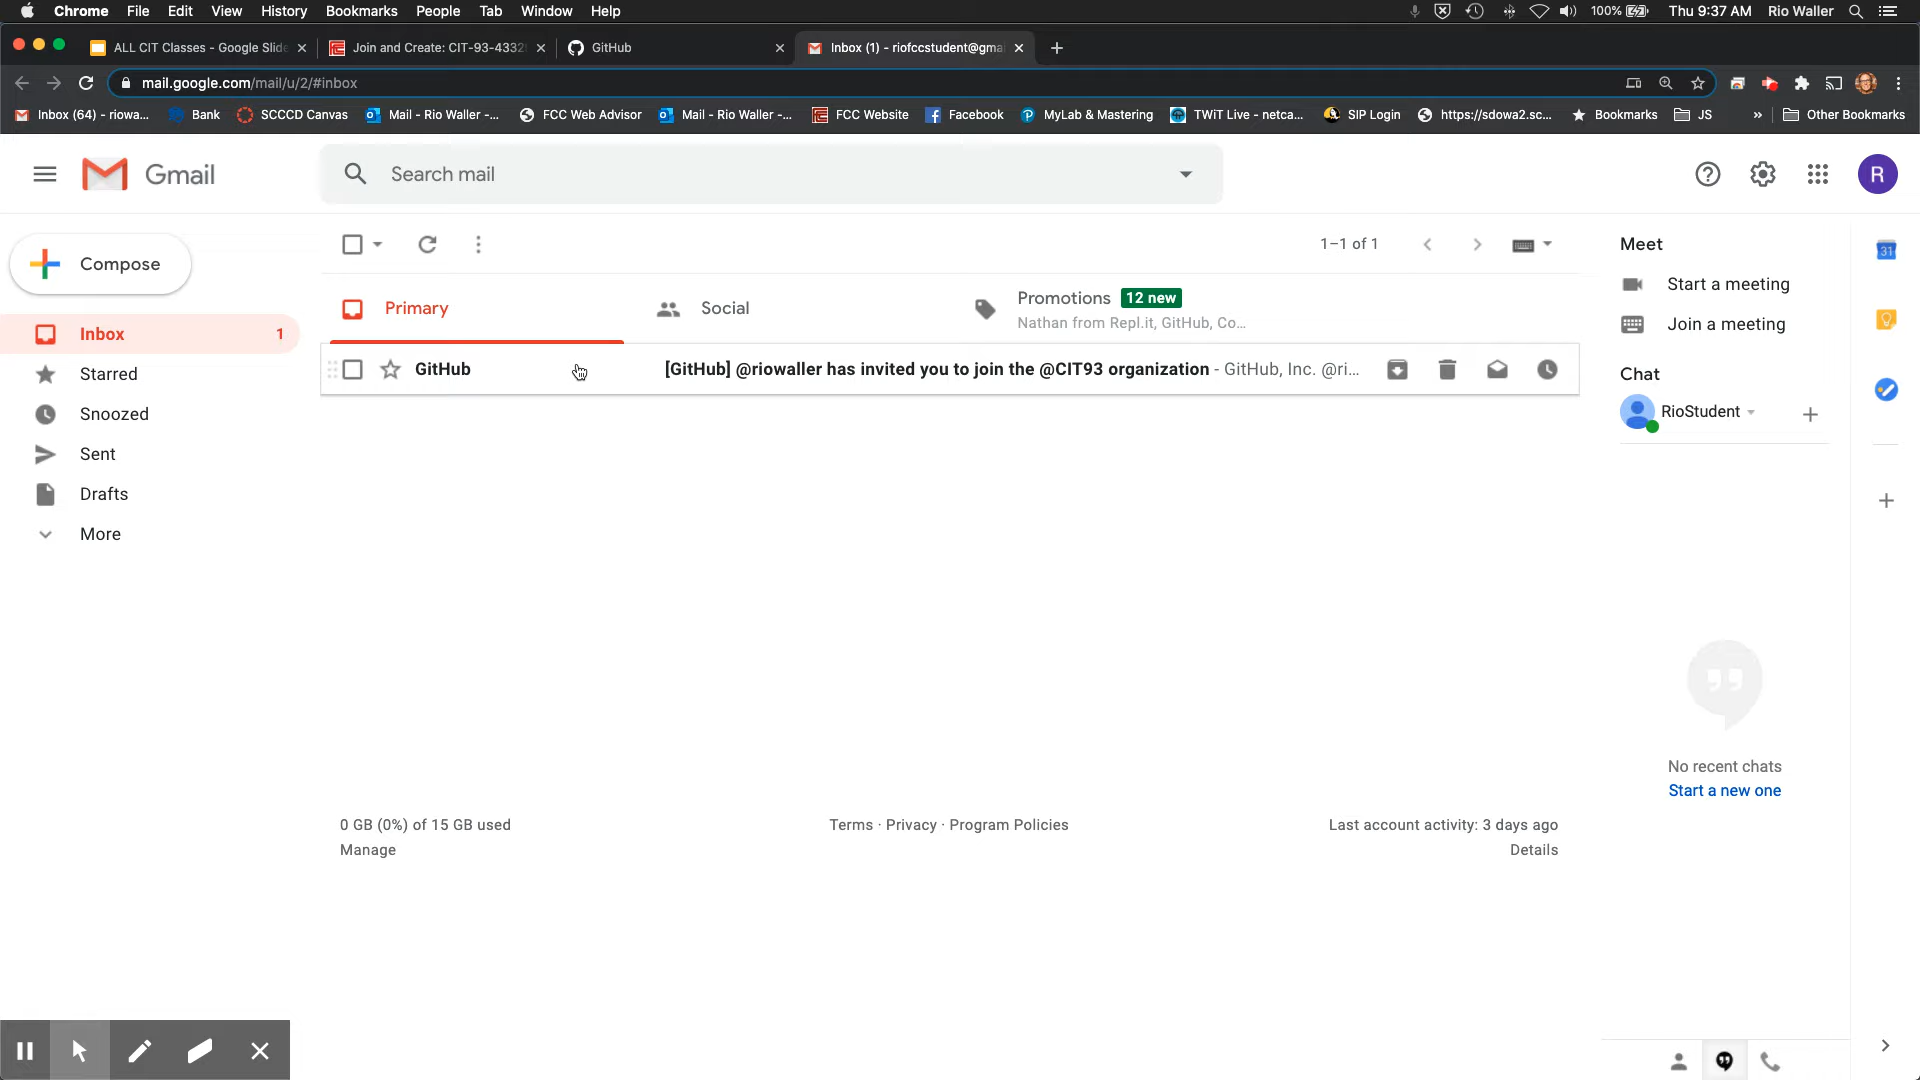 Chrome File Edit View History Bookmarks People Tab Window Help 100% Thu 9:37 AM Rio Waller
ALL CIT Classes - Google Slide Join and Create: CIT-93-4332 GitHub Inbox (1) - riofccstudent@gma
mail.google.com/mail/u/2/#inbox
Inbox (64) - riowa... Bank SCCCD Canvas Mail - Rio Waller -... FCC Web Advisor Mail - Rio Waller -... FCC Website Facebook MyLab & Mastering TWiT Live - netca... SIP Login https://sdowa2.sc... Bookmarks JS » Other Bookmarks
Gmail Search mail R
Compose
1–1 of 1
Meet
31
Start a meeting
Join a meeting
Primary Social Promotions 12 new
Nathan from Repl.it, GitHub, Co...
Inbox 1
GitHub [GitHub] @riowaller has invited you to join the @CIT93 organization - GitHub, Inc. @ri...
Starred
Snoozed
Sent
Drafts
More
Chat
RioStudent
No recent chats
Start a new one
0 GB (0%) of 15 GB used
Manage
Terms · Privacy · Program Policies
Last account activity: 3 days ago
Details